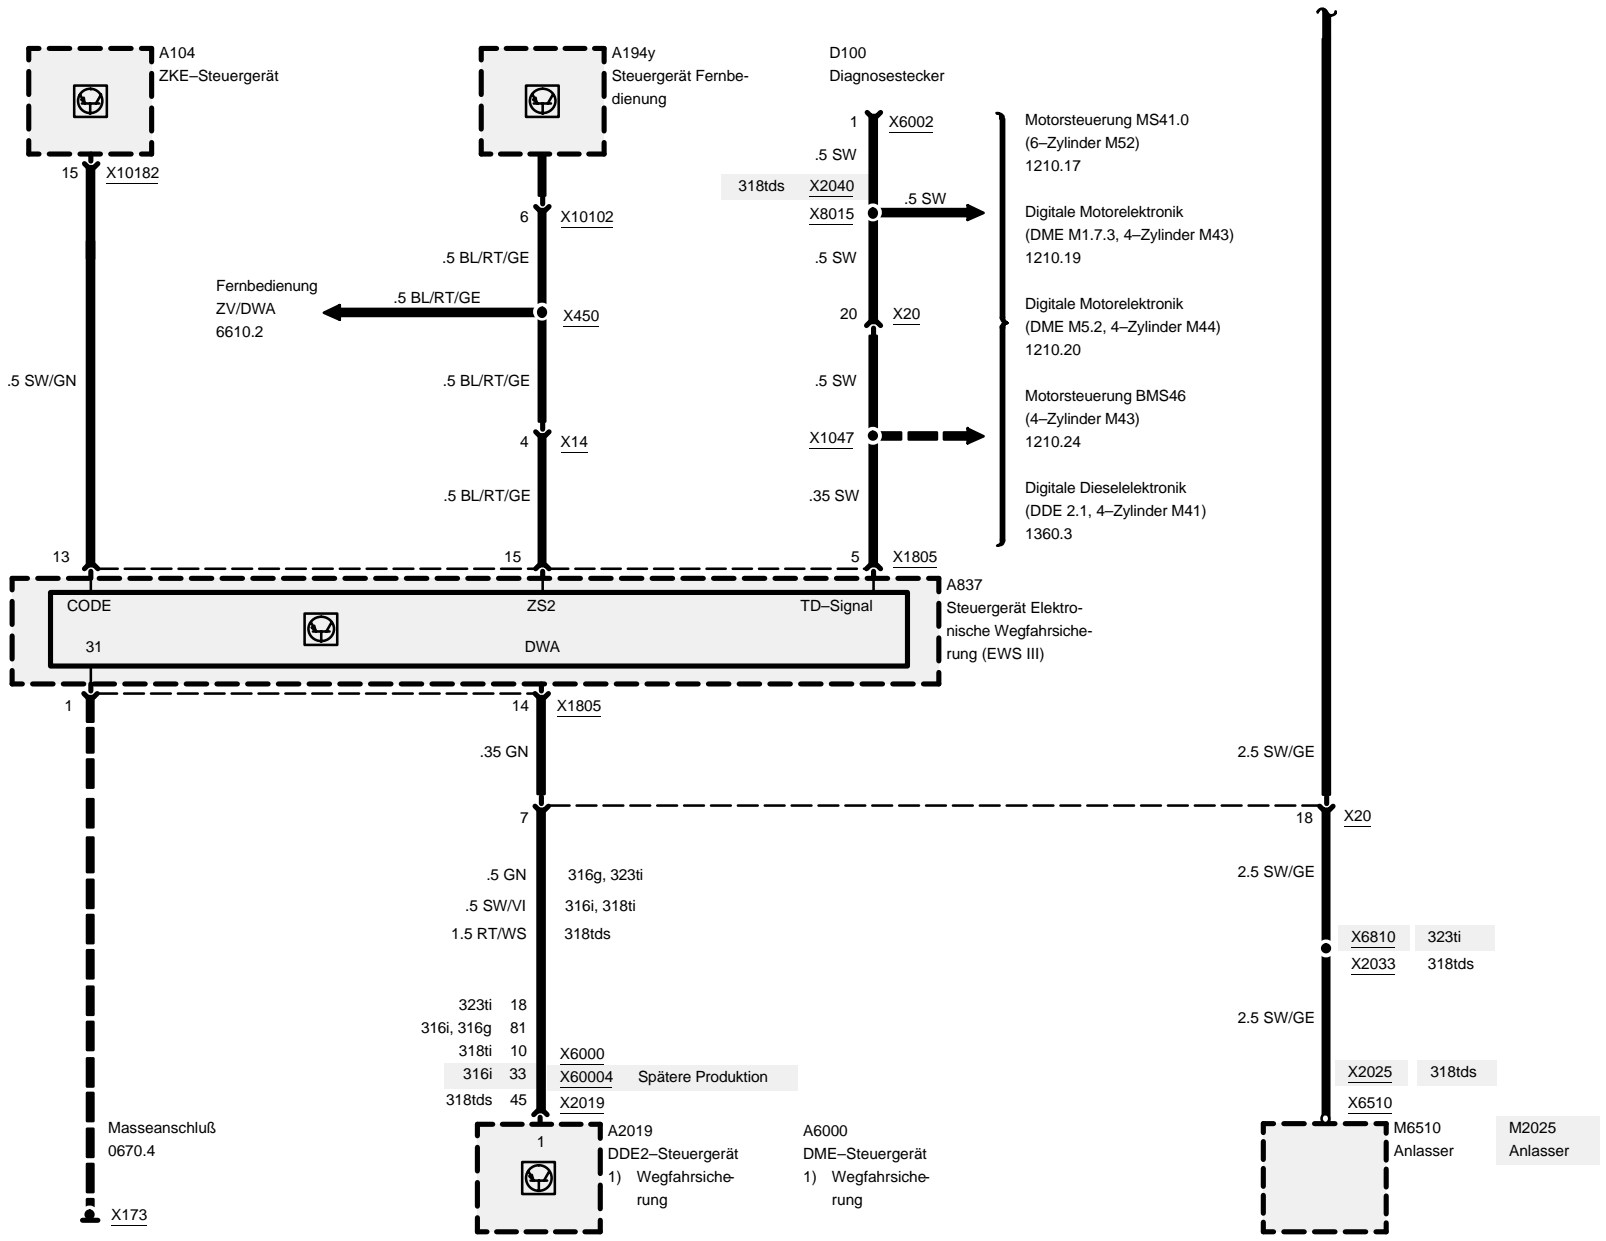 A104
ZKE–Steuergerät
15 X10182
.5 SW/GN
13
A194y
Steuergerät Fernbe-
dienung
6 X10102
.5 BL/RT/GE
Fernbedienung
ZV/DWA
6610.2
.5 BL/RT/GE
X450
.5 BL/RT/GE
4 X14
.5 BL/RT/GE
15
D100
Diagnosestecker
1 X6002
.5 SW
318tds X2040
X8015
.5 SW
.5 SW
20 X20
.5 SW
X1047
.35 SW
5 X1805
Motorsteuerung MS41.0
(6–Zylinder M52)
1210.17
Digitale Motorelektronik
(DME M1.7.3, 4–Zylinder M43)
1210.19
Digitale Motorelektronik
(DME M5.2, 4–Zylinder M44)
1210.20
Motorsteuerung BMS46
(4–Zylinder M43)
1210.24
Digitale Dieselelektronik
(DDE 2.1, 4–Zylinder M41)
1360.3
CODE ZS2 TD–Signal
31 DWA
A837
Steuergerät Elektro-
nische Wegfahrsiche-
rung (EWS III)
1
14 X1805
.35 GN
7
.5 GN 316g, 323ti
.5 SW/VI 316i, 318ti
1.5 RT/WS 318tds
323ti 18
316i, 316g 81
318ti 10 X6000
316i 33 X60004 Spätere Produktion
318tds 45 X2019
1
A2019
DDE2–Steuergerät
1) Wegfahrsiche-
rung
A6000
DME–Steuergerät
1) Wegfahrsiche-
rung
Masseanschluß
0670.4
X173
2.5 SW/GE
18 X20
2.5 SW/GE
X6810 323ti
X2033 318tds
2.5 SW/GE
X2025 318tds
X6510
M6510
Anlasser
M2025
Anlasser